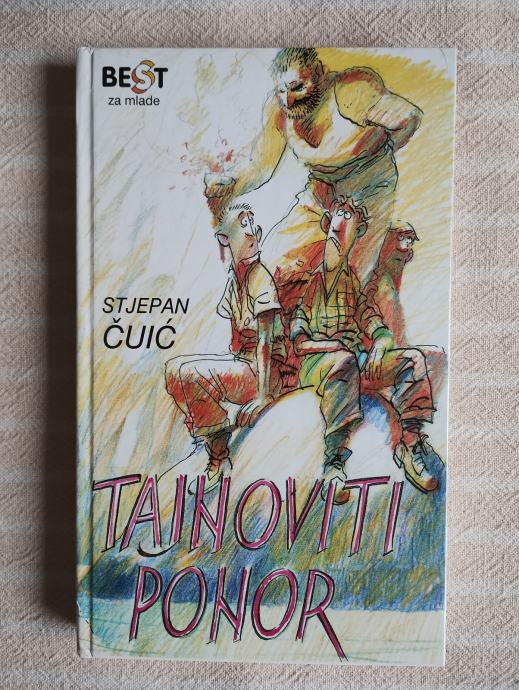 BEST
za mlade
STJEPAN
ČUIĆ
TAJNOVITI
PONOR